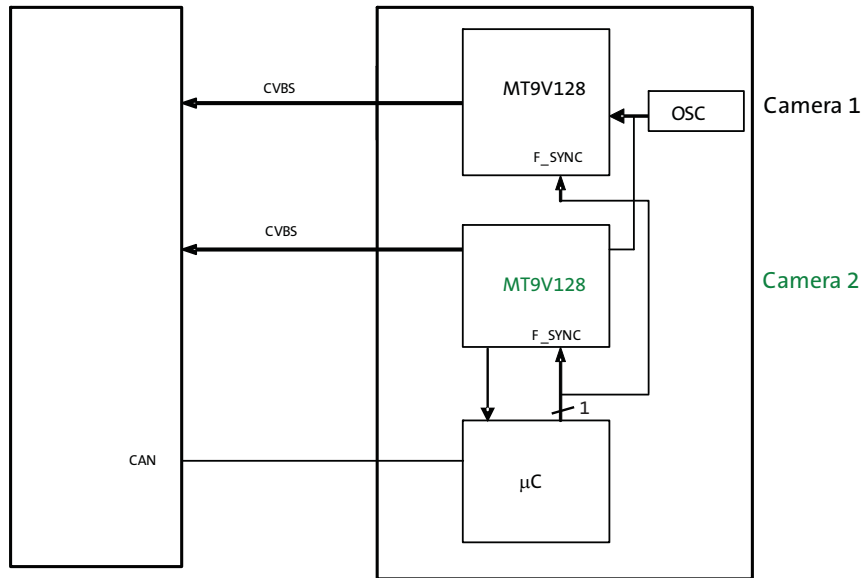 MT9V128
CVBS
OSC
Camera 1
F_SYNC
CVBS
MT9V128
Camera 2
F_SYNC
1
CAN
µC